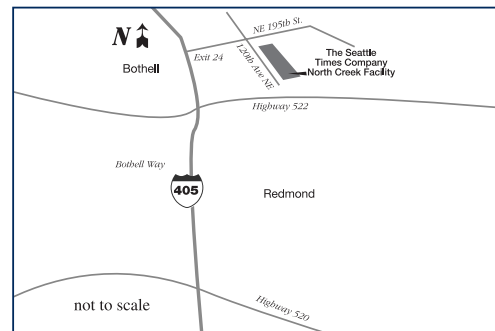 N
NE 195th St.
Exit 24
120th Ave NE
The Seattle
Times Company
North Creek Facility
Bothell
Highway 522
Bothell Way
405
Redmond
not to scale
Highway 520